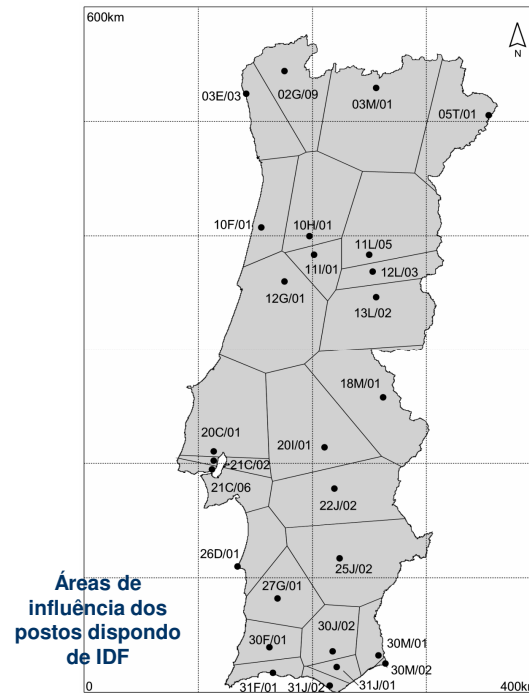 600km
N
02G/09
03E/03
03M/01
05T/01
10F/01
10H/01
11L/05
11I/01
12L/03
12G/01
13L/02
18M/01
20C/01
20I/01
21C/02
21C/06
22J/02
26D/01
25J/02
Áreas de
influência dos
postos dispondo
de IDF
27G/01
30F/01
30J/02
30M/01
30M/02
31F/01
31J/02
31J/01
0
400km